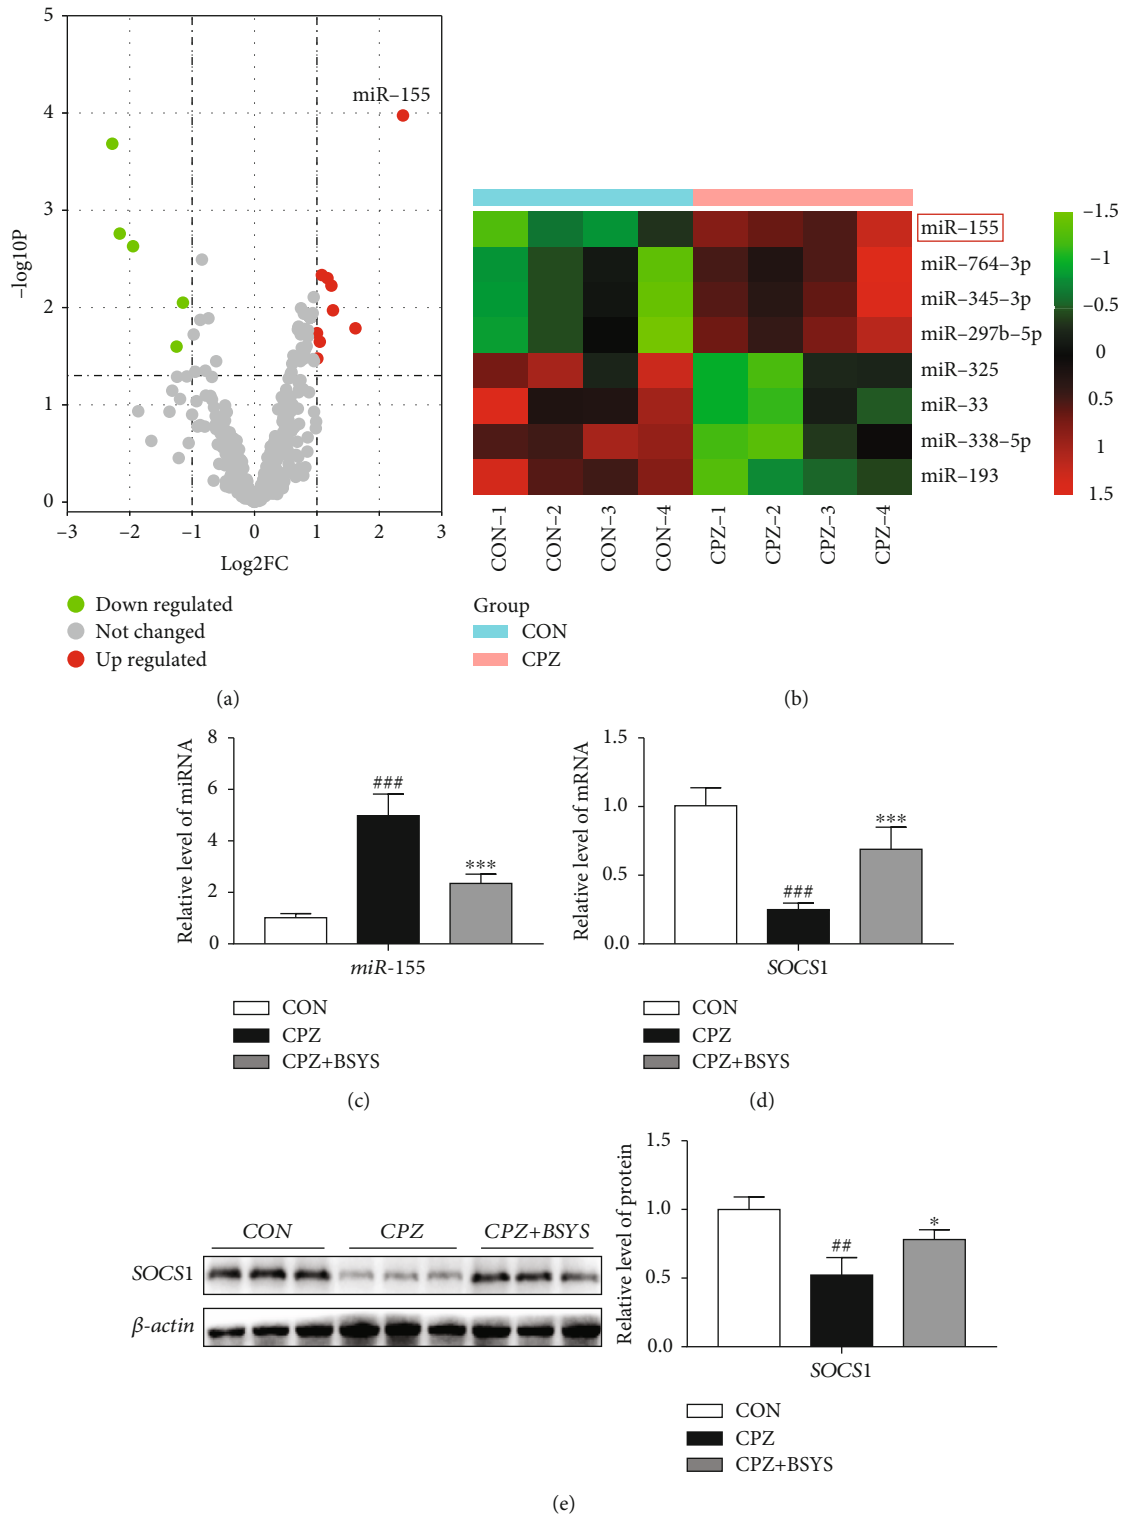 5
4
3
2
1
0
–log10P
miR–155
–3
–2
–1
0
1
2
3
Log2FC
Down regulated
Not changed
Up regulated
(a)
miR–155
miR–764–3p
miR–345–3p
miR–297b–5p
miR–325
miR–33
miR–338–5p
miR–193
–1.5
–1
–0.5
0
0.5
1
1.5
CON–1
CON–2
CON–3
CON–4
CPZ–1
CPZ–2
CPZ–3
CPZ–4
Group
CON
CPZ
(b)
Relative level of miRNA
8
6
4
2
0
###
***
miR-155
CON
CPZ
CPZ+BSYS
(c)
Relative level of mRNA
1.5
1.0
0.5
0.0
###
***
SOCS1
CON
CPZ
CPZ+BSYS
(d)
CON CPZ CPZ+BSYS
SOCS1
β-actin
Relative level of protein
1.5
1.0
0.5
0.0
##
*
SOCS1
CON
CPZ
CPZ+BSYS
(e)